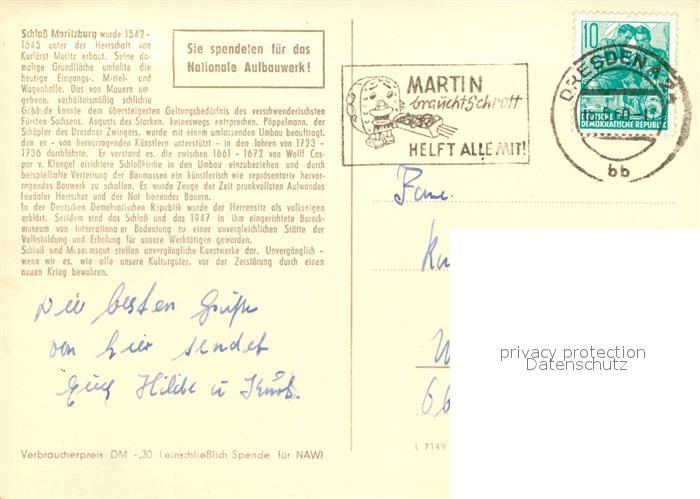 Schloß Moritzburg wurde 1542 -
1545 unter der Herrschaft von
Kurfürst Moritz erbaut. Seine da-
malige Grundfläche umfaßte die
heutige Eingangs-, Mittel- und
Wagenhalle. Das von Mauern um-
gebene, verhältnismäßig schlichte
Gebäude konnte dem übersteigerten Geltungsbedürfnis des verschwenderischsten
Fürsten Sachsens, Augusts des Starken, keineswegs entsprechen. Pöppelmann, der
Schöpfer des Dresdner Zwingers, wurde mit einem umlassenden Umbau beauftragt,
den er - von hervorragenden Künstlern unterstützt - in den Jahren von 1723 -
1736 durchführte. Er verstand es, die zwischen 1661 - 1672 von Wolff Cas-
par v. Klengel errichtete Schloßkirche in den Umbau einzubeziehen und durch
beispielhafte Verteilung der Baumassen ein künstlerisch wie repräsentativ hervor-
ragendes Bauwerk zu schaffen. Es wurde Zeuge der Zeit prunkvollsten Aufwandes
feudaler Herrscher und der Not fronender Bauern.
In der Deutschen Demokratischen Republik wurde der Herrensitz als volkseigen
erklärt. Seitdem sind das Schloß und das 1947 in ihm eingerichtete Barock-
museum von internationaler Bedeutung zu einer unvergleichlichen Stätte der
Volksbildung und Erholung für unsere Werktätigen geworden.
Schloß und Museumsgut stellen unvergängliche Kunstwerke dar. Unvergänglich -
wenn wir es, wie alle unsere Kulturgüter, vor der Zerstörung durch einen
neuen Krieg bewahren.
Sie spendeten für das
Nationale Aufbauwerk!
MARTIN
braucht Schrott
HELFT ALLE MIT!
10
DEUTSCHE
DEMOKRATISCHE REPUBLIK
DRESDEN A
bb
Die besten Grüße
von hier sendet
Euch Hilde u Kurt.
Verbraucherpreis DM -,30 (einschließlich Spende für NAW)
L 7149
privacy protection
Datenschutz